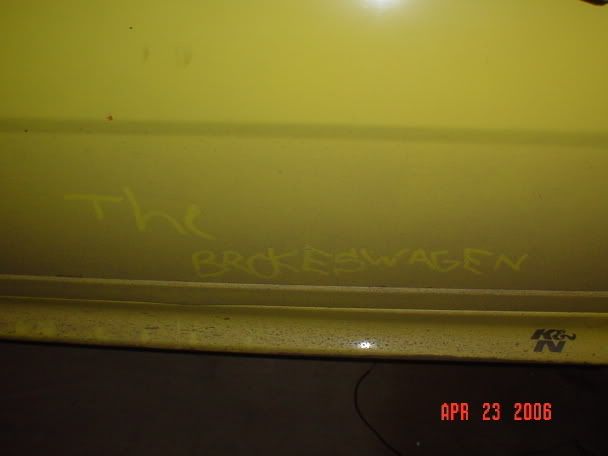 The
BROKESWAGEN
K&N
APR 23 2006